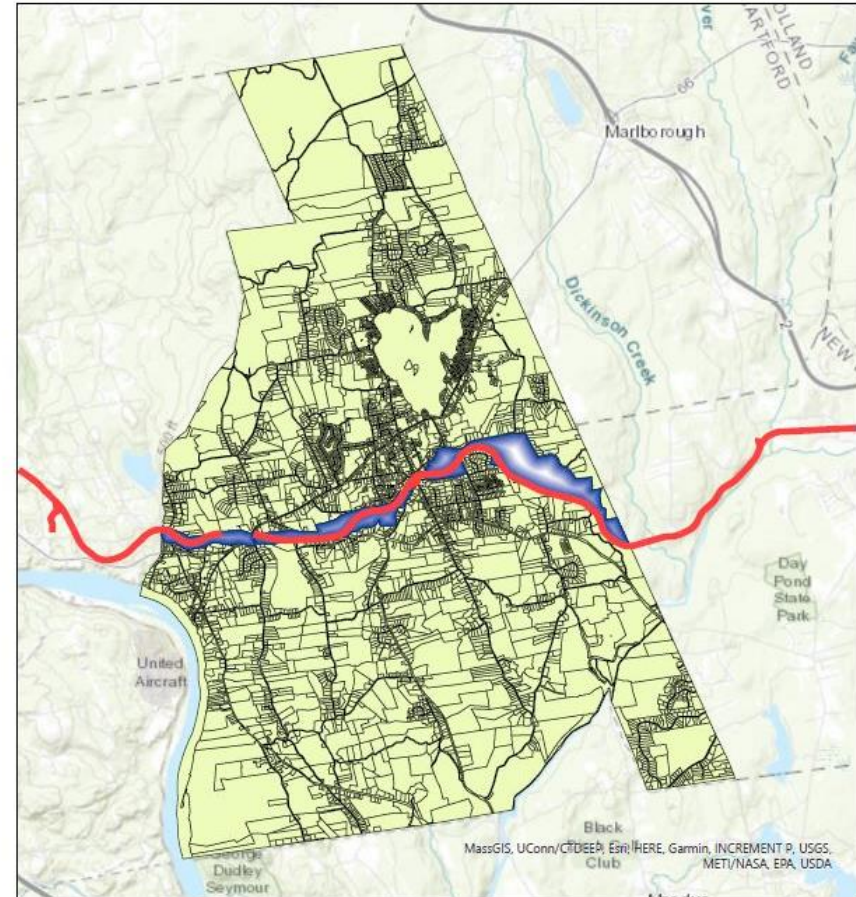 OLLAND
ARTFORD
66
Marlborough
Dickinson
Creek
2
NEW
Day
Pond
State
Park
United
Aircraft
Black
Club
MassGIS, UConn/CTDEEP, Esri, HERE, Garmin, INCREMENT P, USGS,
METI/NASA, EPA, USDA
George
Dudley
Seymour